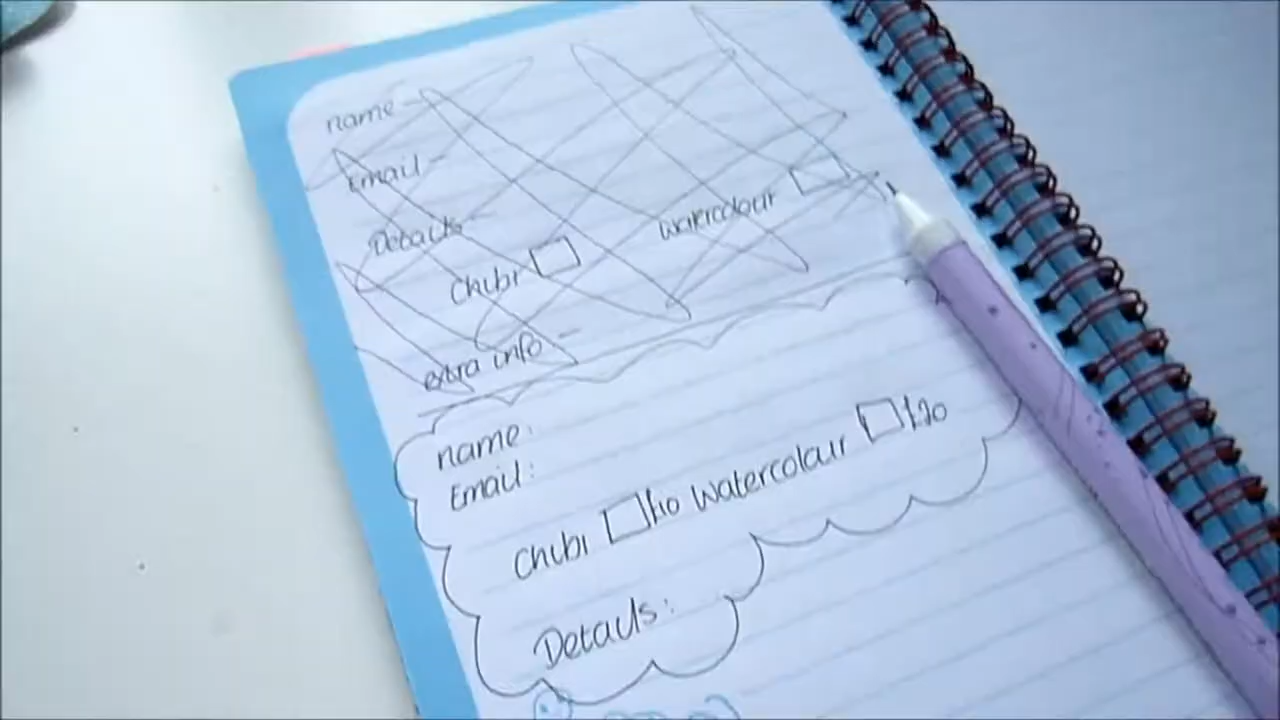 name -
Email -
Details -
Chibi
watercolour
extra info -
name:
Email:
Chibi £10 Watercolour £20
Details: